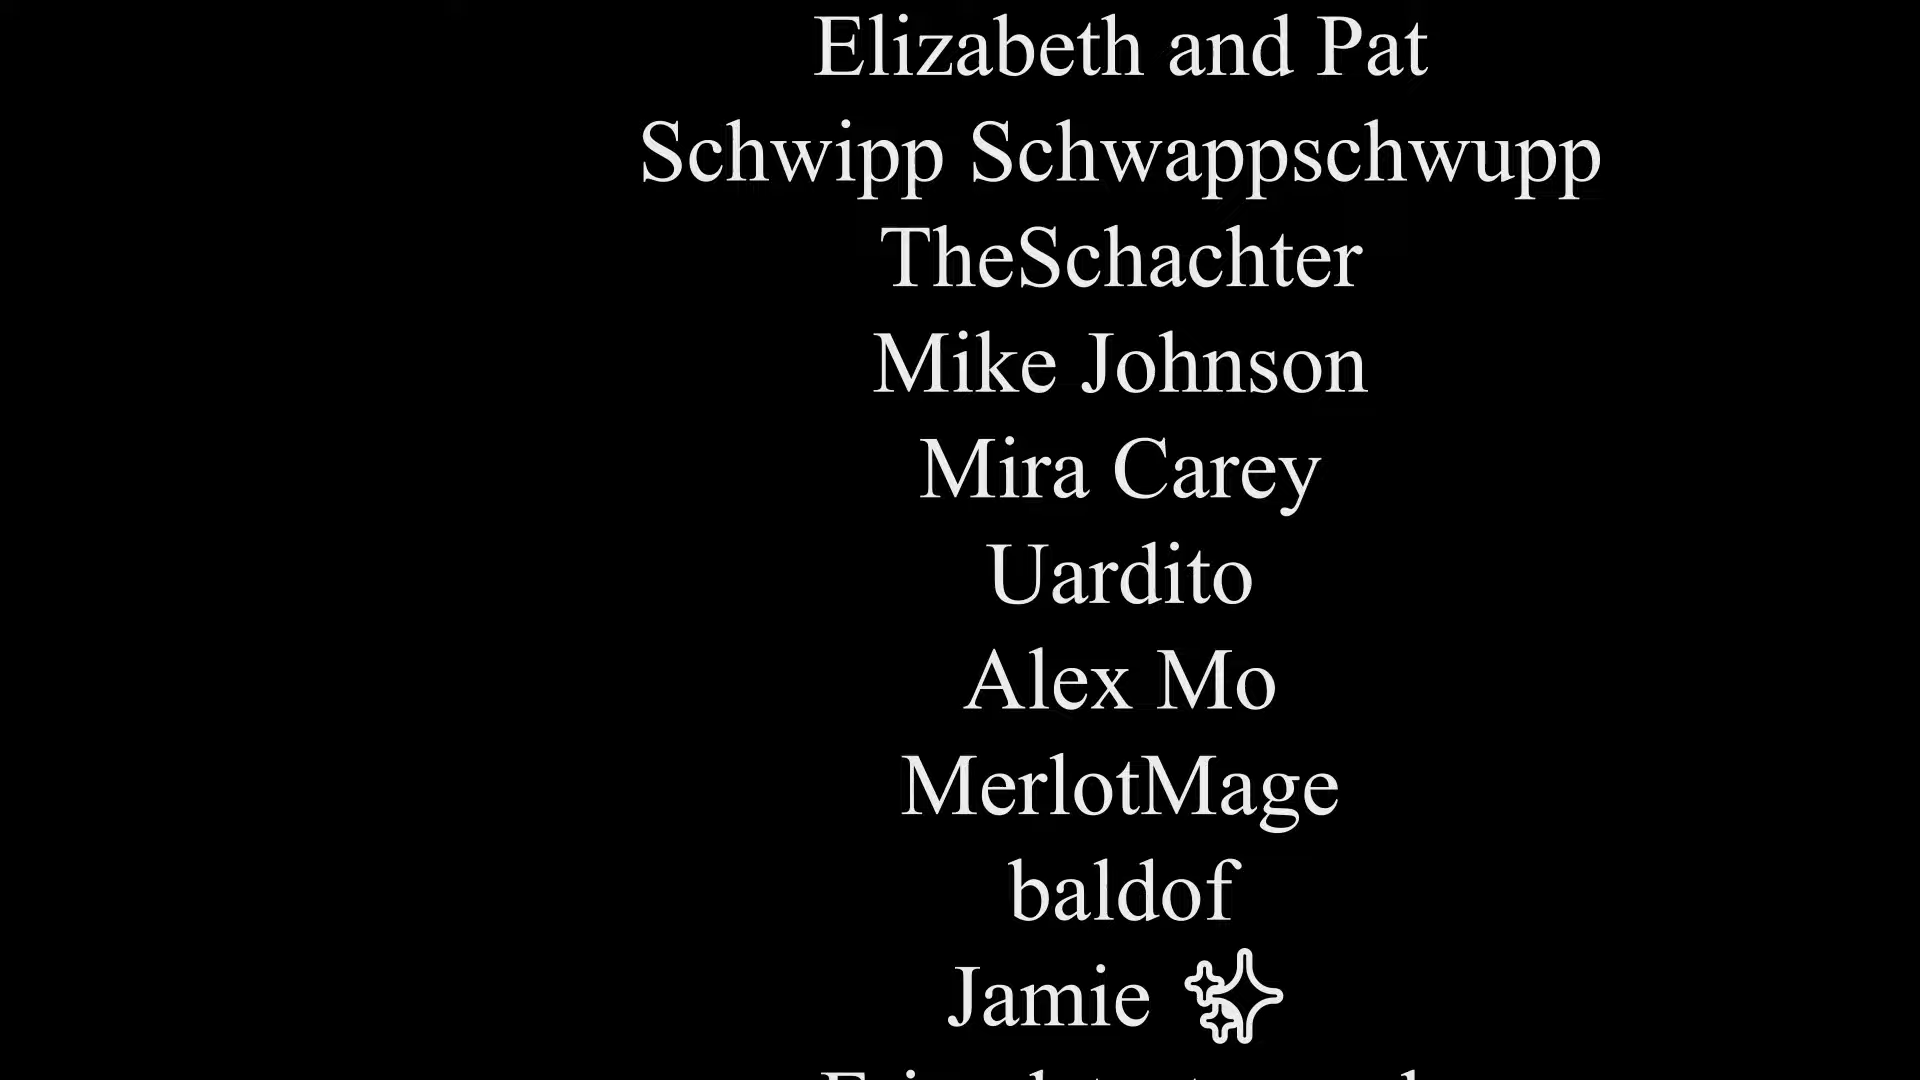 Elizabeth and Pat
Schwipp Schwappschwupp
TheSchachter
Mike Johnson
Mira Carey
Uardito
Alex Mo
MerlotMage
baldof
Jamie ✨